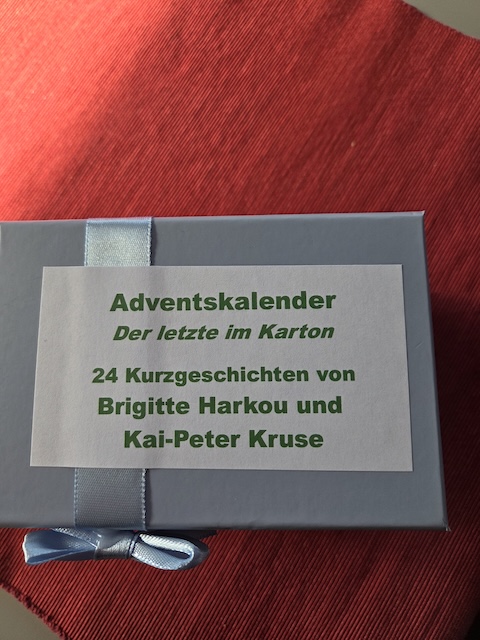 Adventskalender
Der letzte im Karton
24 Kurzgeschichten von
Brigitte Harkou und
Kai-Peter Kruse